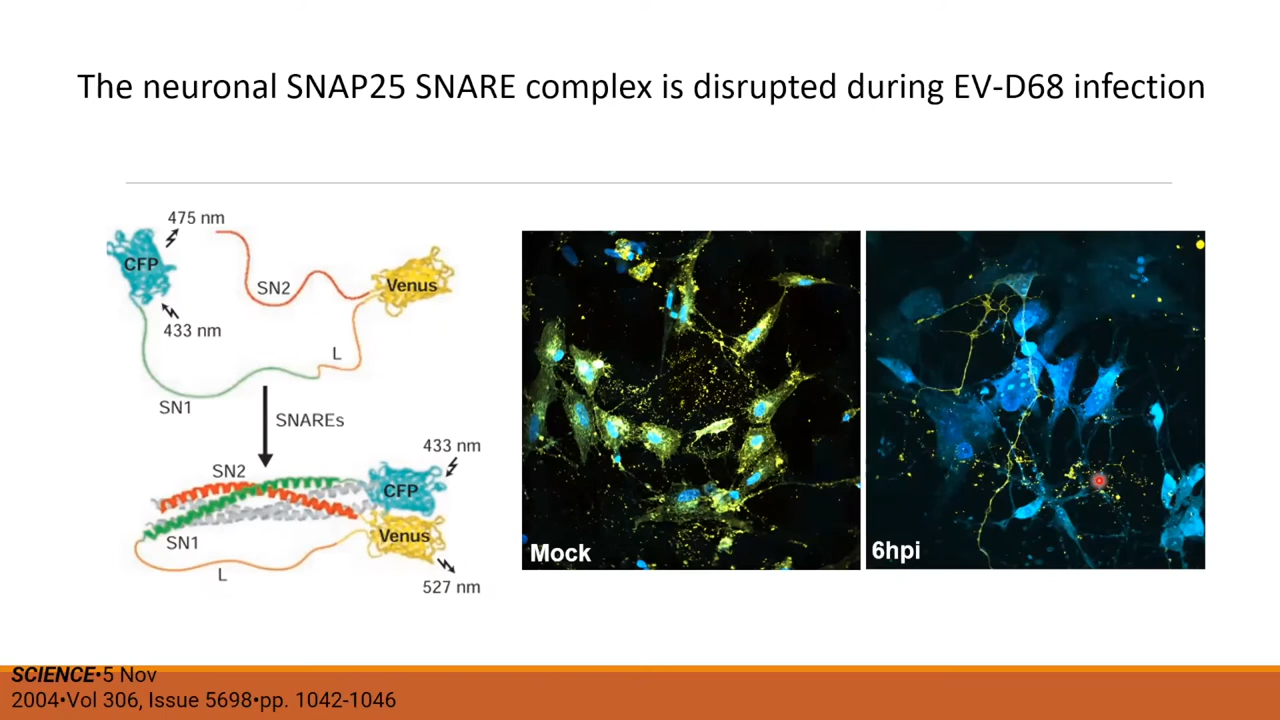 The neuronal SNAP25 SNARE complex is disrupted during EV-D68 infection
475 nm
CFP
SN2
Venus
433 nm
L
SN1
SNAREs
433 nm
SN2
CFP
Venus
SN1
L
527 nm
Mock
6hpi
SCIENCE•5 Nov
2004•Vol 306, Issue 5698•pp. 1042-1046